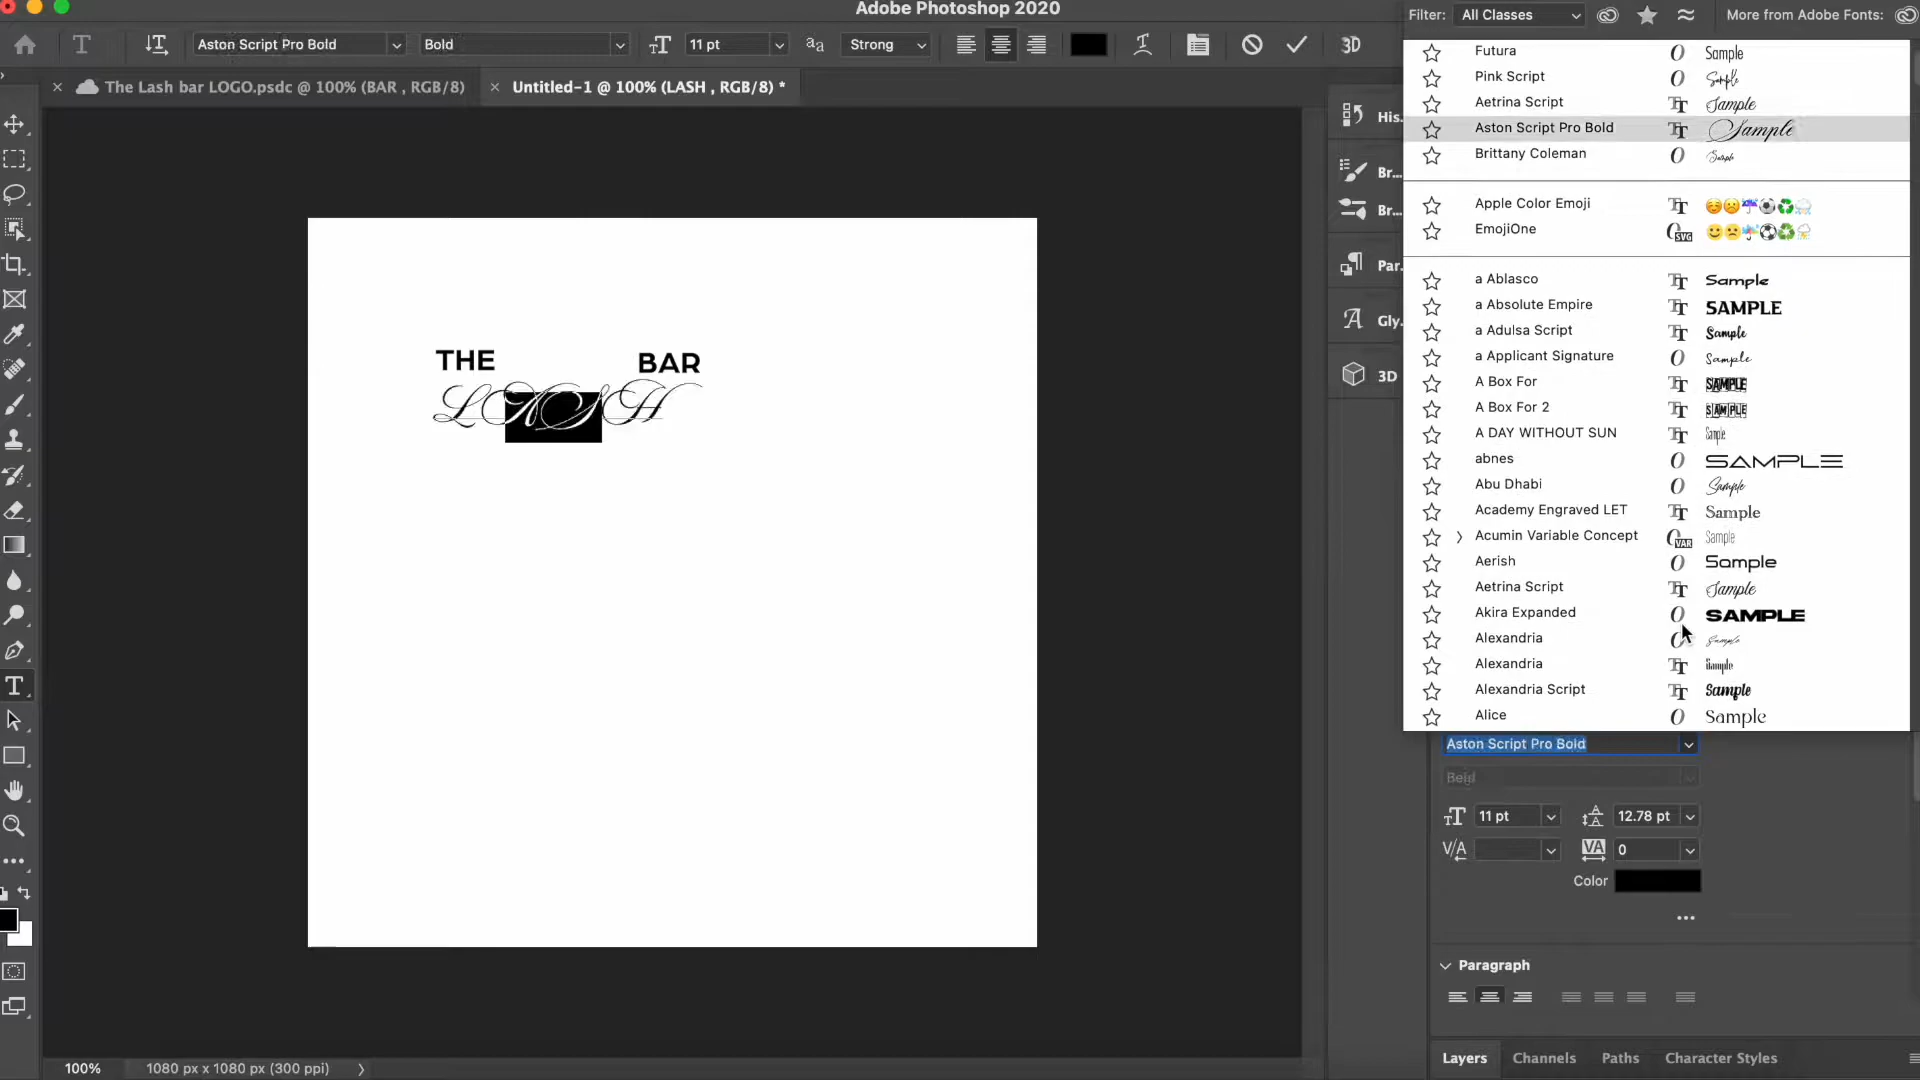 Adobe Photoshop 2020
Filter: All Classes More from Adobe Fonts:
Aston Script Pro Bold Bold 11 pt aa Strong 3D
The Lash bar LOGO.psdc @ 100% (BAR , RGB/8) Untitled-1 @ 100% (LASH , RGB/8) *
His...
Br...
Br...
Par...
Gly...
3D
THE BAR
LASH
Futura Sample
Pink Script Sample
Aetrina Script Sample
Aston Script Pro Bold Sample
Brittany Coleman Sample
Apple Color Emoji
EmojiOne
a Ablasco Sample
a Absolute Empire SAMPLE
a Adulsa Script Sample
a Applicant Signature Sample
A Box For SAMPLE
A Box For 2 SAMPLE
A DAY WITHOUT SUN Sample
abnes SAMPLE
Abu Dhabi Sample
Academy Engraved LET Sample
Acumin Variable Concept Sample
Aerish Sample
Aetrina Script Sample
Akira Expanded SAMPLE
Alexandria Sample
Alexandria Sample
Alexandria Script Sample
Alice Sample
Aston Script Pro Bold
Bold
11 pt 12.78 pt
0
Color
Paragraph
Layers Channels Paths Character Styles
100% 1080 px x 1080 px (300 ppi)